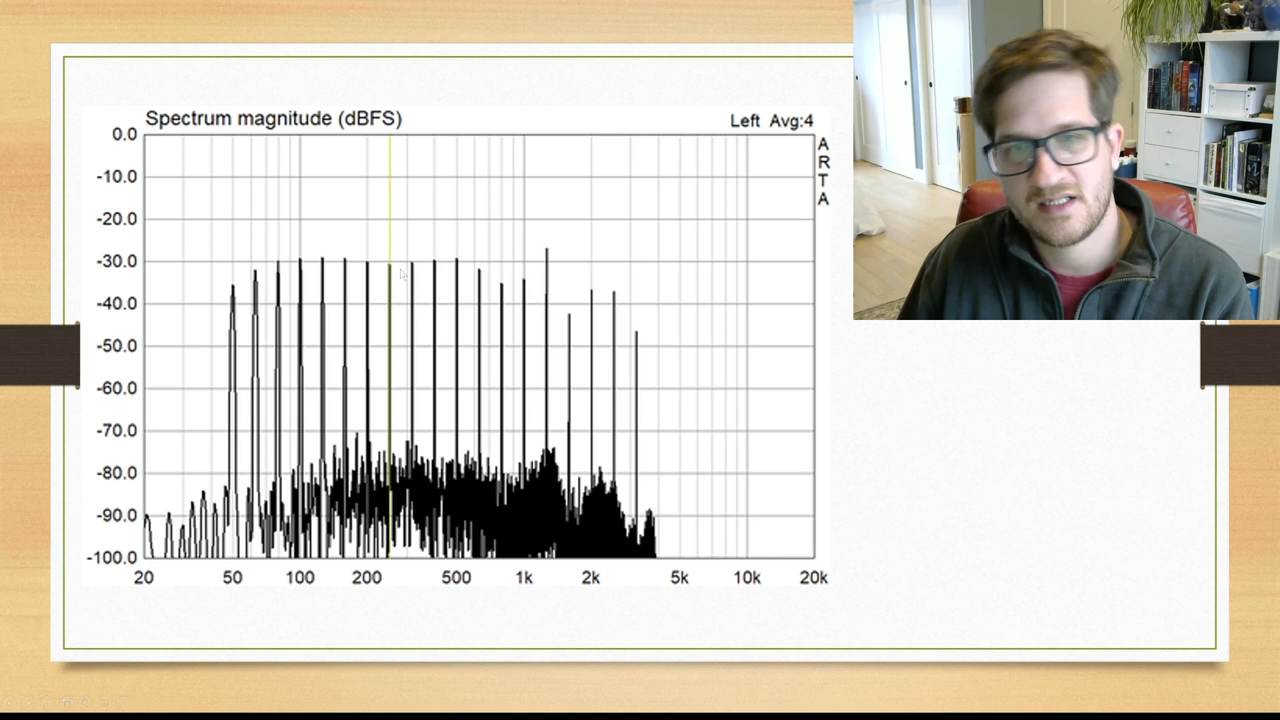 Spectrum magnitude (dBFS)
Left Avg:4
A
R
T
A
0.0
-10.0
-20.0
-30.0
-40.0
-50.0
-60.0
-70.0
-80.0
-90.0
-100.0
20 50 100 200 500 1k 2k 5k 10k 20k